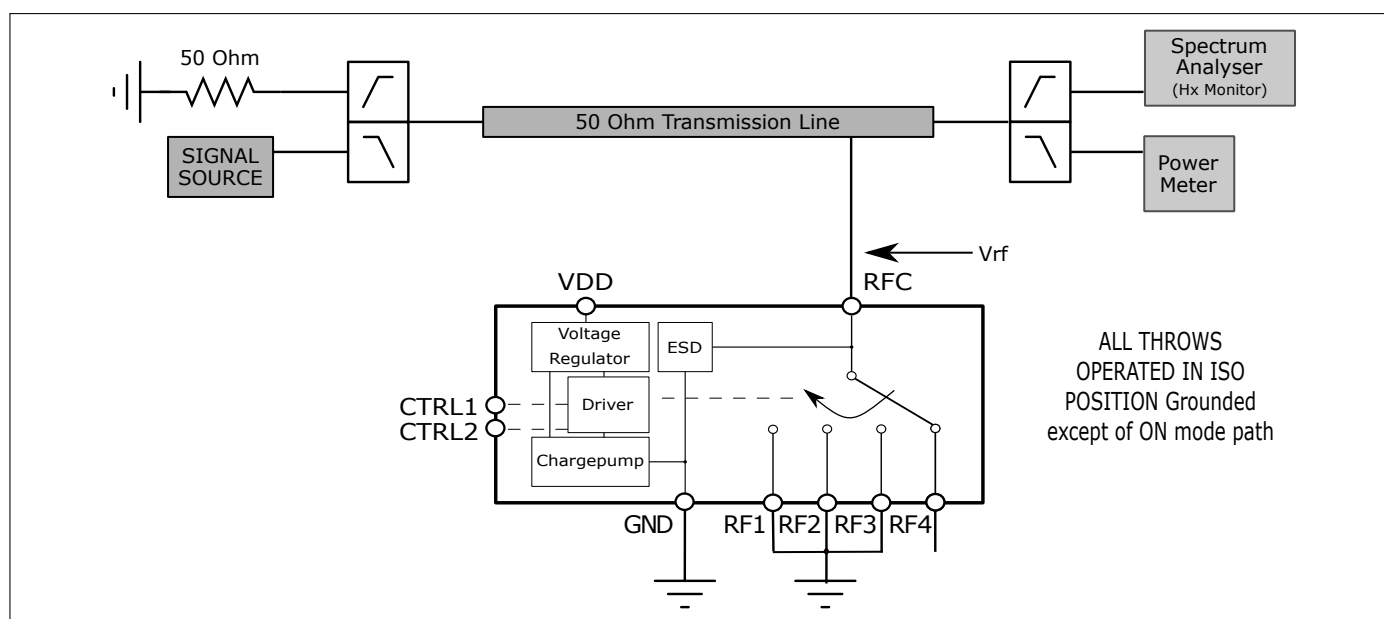 50 Ohm
SIGNAL
SOURCE
50 Ohm Transmission Line
Spectrum
Analyser
(Hx Monitor)
Power
Meter
Vrf
VDD
RFC
Voltage
Regulator
ESD
Driver
Chargepump
CTRL1
CTRL2
GND
RF1
RF2
RF3
RF4
ALL THROWS
OPERATED IN ISO
POSITION Grounded
except of ON mode path